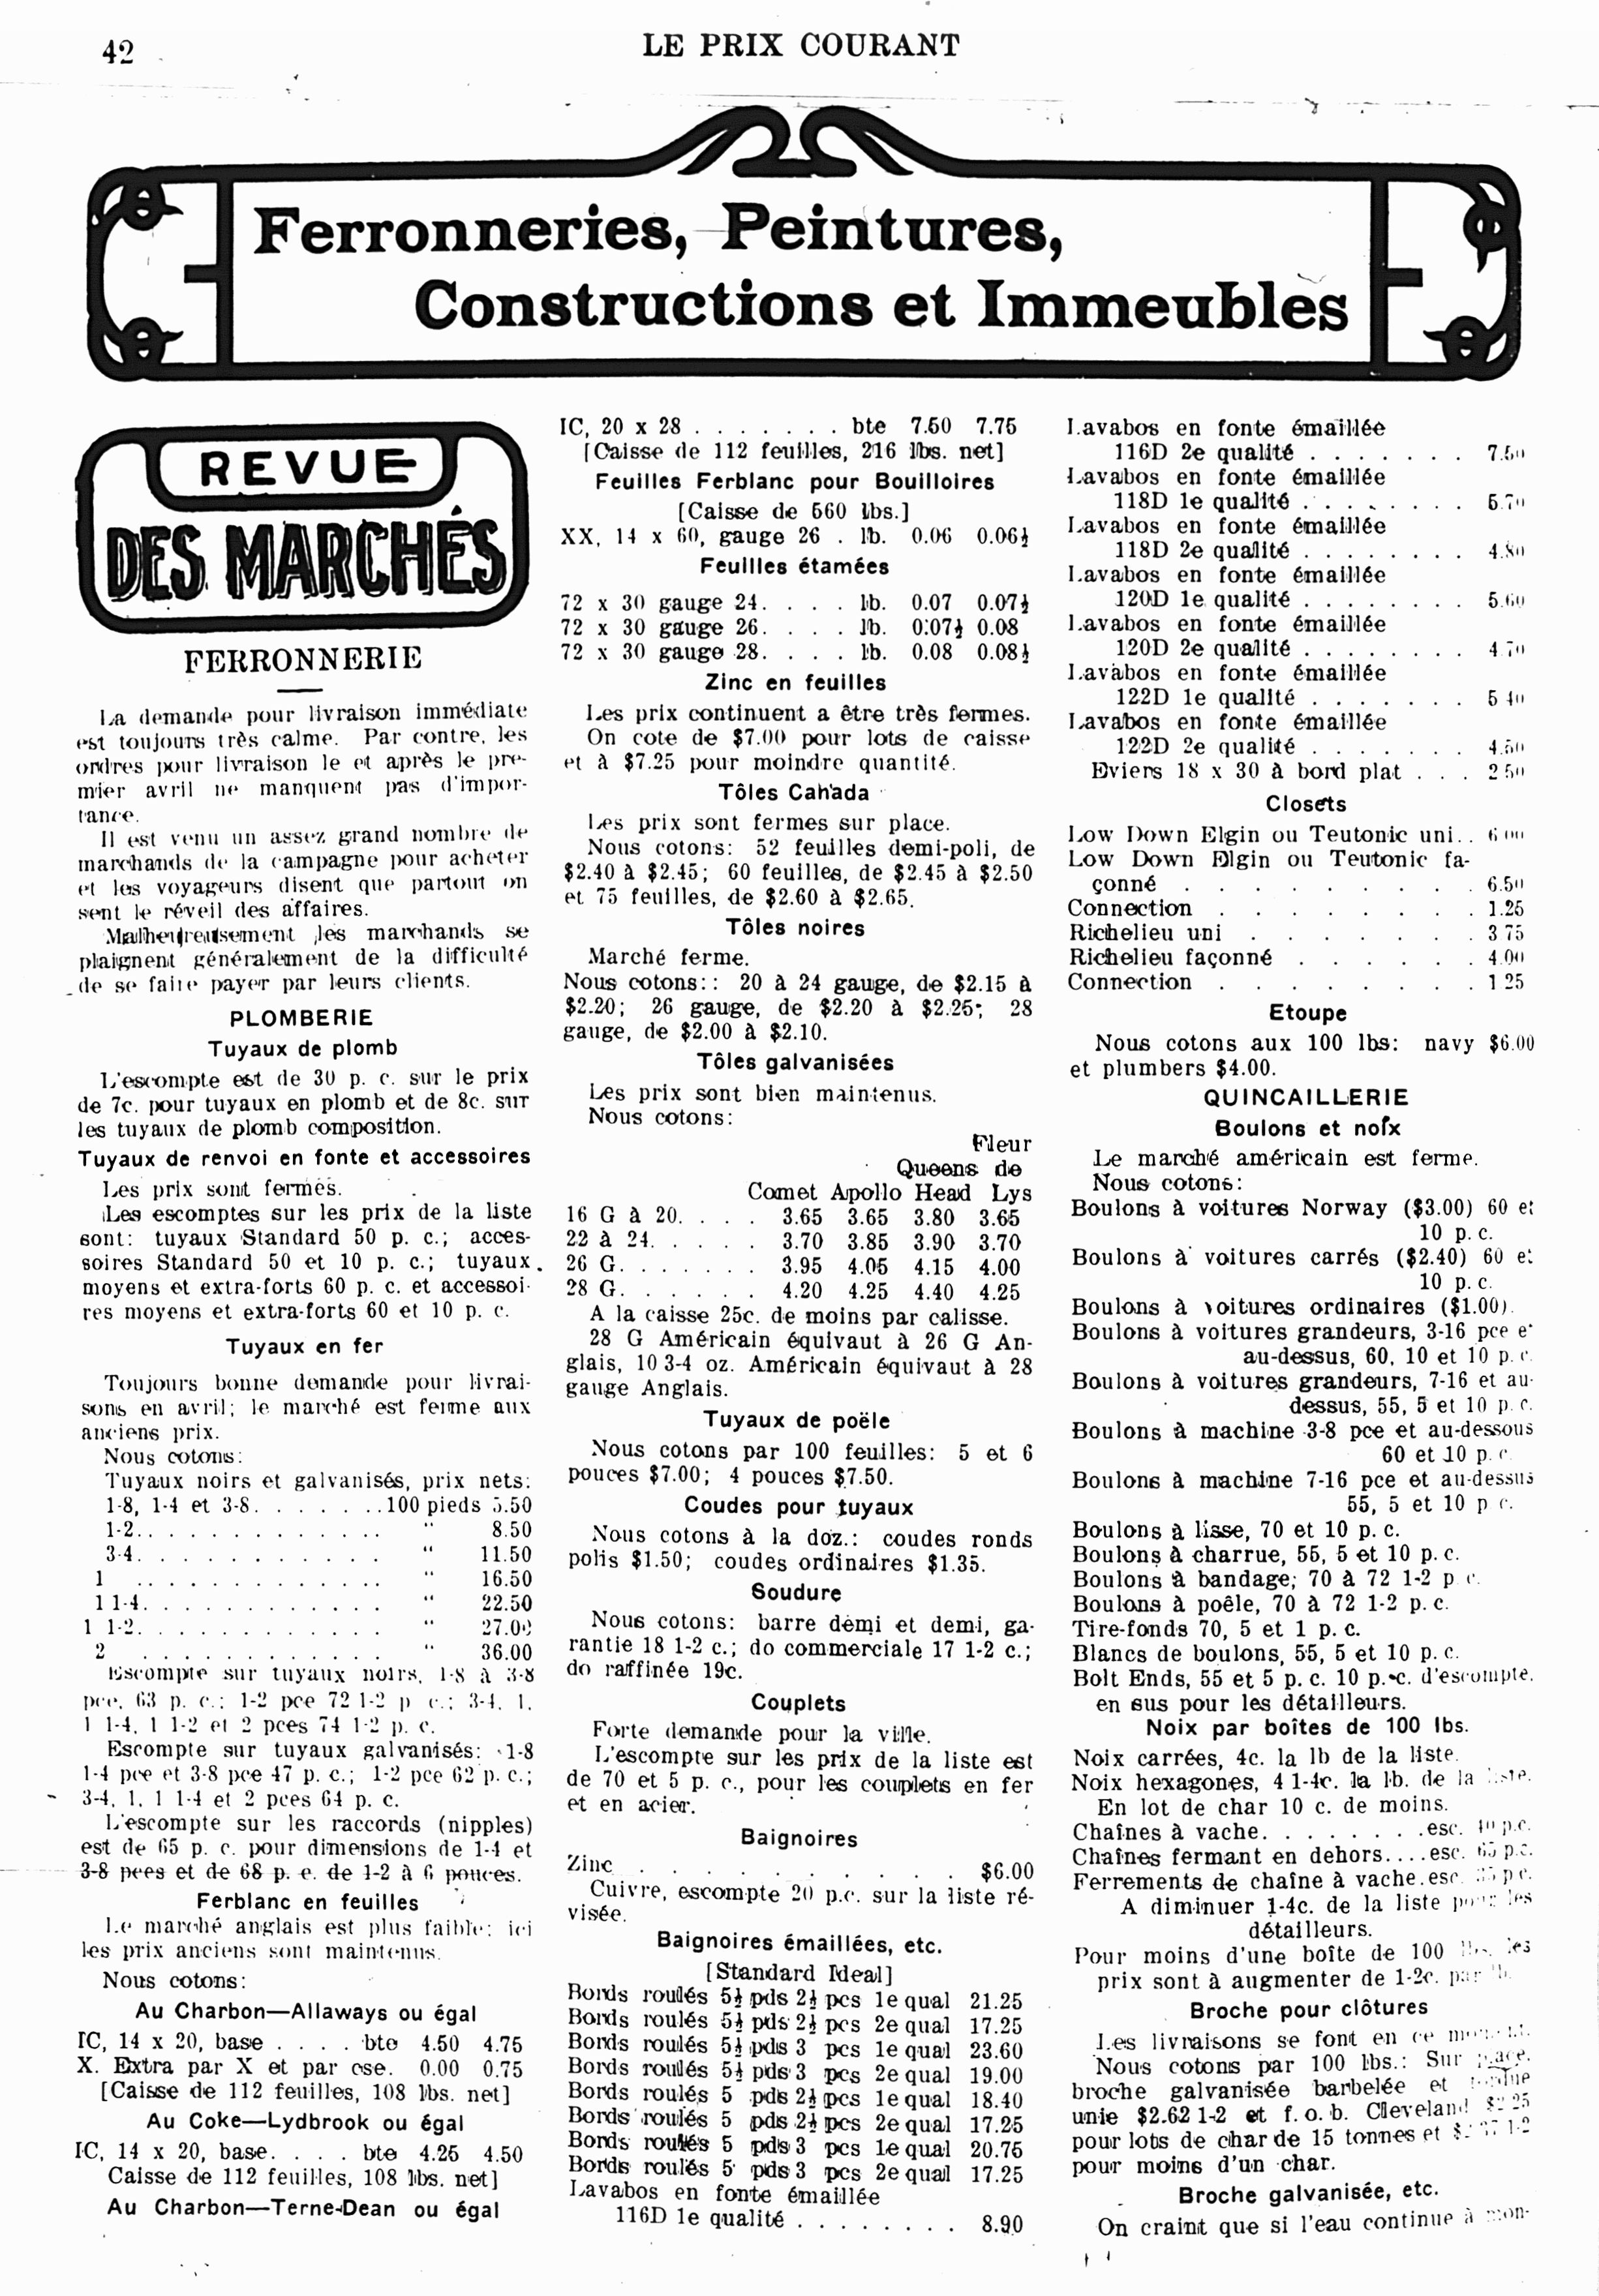 42
LE PRIX COURANT
Ferronneries, Peintures,
Constructions et Immeubles
REVUE
DES MARCHÉS
FERRONNERIE
La demande pour livraison immédiate
est toujours très calme. Par contre, les
ordres pour livraison le et après le pre-
mier avril ne manquent pas d'impor-
tance.
Il est venu un assez grand nombre de
marchands de la campagne pour acheter
et les voyageurs disent que partout on
sent le réveil des affaires.
Malheureusement les marchands se
plaignent généralement de la difficulté
de se faire payer par leurs clients.
PLOMBERIE
Tuyaux de plomb
L'escompte est de 30 p. c. sur le prix
de 7c. pour tuyaux en plomb et de 8c. sur
les tuyaux de plomb composition.
Tuyaux de renvoi en fonte et accessoires
Les prix sont fermes.
Les escomptes sur les prix de la liste
sont: tuyaux Standard 50 p. c.; acces-
soires Standard 50 et 10 p. c.; tuyaux
moyens et extra-forts 60 p. c. et accessoi-
res moyens et extra-forts 60 et 10 p. c.
Tuyaux en fer
Toujours bonne demande pour livrai-
sons en avril; le marché est ferme aux
anciens prix.
Nous cotons:
Tuyaux noirs et galvanisés, prix nets:
1-8, 1-4 et 3-8. . . . . . . 100 pieds 5.50
1-2. . . . . . . . . . . . . " 8.50
3-4. . . . . . . . . . . . " 11.50
1 . . . . . . . . . . . . . " 16.50
1 1-4. . . . . . . . . . . . " 22.50
1 1-2. . . . . . . . . . . . " 27.00
2 . . . . . . . . . . . . " 36.00
Escompte sur tuyaux noirs, 1-8 à 3-8
pce, 63 p. c.; 1-2 pce 72 1-2 p c.; 3-4, 1,
1 1-4, 1 1-2 et 2 pces 74 1-2 p. c.
Escompte sur tuyaux galvanisés: 1-8
1-4 pce et 3-8 pce 47 p. c.; 1-2 pce 62 p. c.;
3-4, 1, 1 1-4 et 2 pces 64 p. c.
L'escompte sur les raccords (nipples)
est de 65 p. c. pour dimensions de 1-4 et
3-8 pces et de 68 p. c. de 1-2 à 6 pouces.
Ferblanc en feuilles
Le marché anglais est plus faible; ici
les prix anciens sont maintenus.
Nous cotons:
Au Charbon—Allaways ou égal
IC, 14 x 20, base . . . . bte 4.50 4.75
X. Extra par X et par cse. 0.00 0.75
[Caisse de 112 feuilles, 108 lbs. net]
Au Coke—Lydbrook ou égal
IC, 14 x 20, base. . . . bte 4.25 4.50
Caisse de 112 feuilles, 108 lbs. net]
Au Charbon—Terne-Dean ou égal
IC, 20 x 28 . . . . . . . bte 7.50 7.75
[Caisse de 112 feuilles, 216 lbs. net]
Feuilles Ferblanc pour Bouilloires
[Caisse de 560 lbs.]
XX, 14 x 60, gauge 26 . lb. 0.06 0.06½
Feuilles étamées
72 x 30 gauge 24. . . . lb. 0.07 0.07½
72 x 30 gauge 26. . . . lb. 0.07½ 0.08
72 x 30 gauge 28. . . . lb. 0.08 0.08½
Zinc en feuilles
Les prix continuent a être très fermes.
On cote de $7.00 pour lots de caisse
et à $7.25 pour moindre quantité.
Tôles Canada
Les prix sont fermes sur place.
Nous cotons: 52 feuilles demi-poli, de
$2.40 à $2.45; 60 feuilles, de $2.45 à $2.50
et 75 feuilles, de $2.60 à $2.65.
Tôles noires
Marché ferme.
Nous cotons:: 20 à 24 gauge, de $2.15 à
$2.20; 26 gauge, de $2.20 à $2.25; 28
gauge, de $2.00 à $2.10.
Tôles galvanisées
Les prix sont bien maintenus.
Nous cotons:
Fleur
Queens de
Comet Apollo Head Lys
16 G à 20. . . . 3.65 3.65 3.80 3.65
22 à 24. . . . . 3.70 3.85 3.90 3.70
26 G. . . . . . . 3.95 4.05 4.15 4.00
28 G. . . . . . 4.20 4.25 4.40 4.25
A la caisse 25c. de moins par calisse.
28 G Américain équivaut à 26 G An-
glais, 10 3-4 oz. Américain équivaut à 28
gauge Anglais.
Tuyaux de poële
Nous cotons par 100 feuilles: 5 et 6
pouces $7.00; 4 pouces $7.50.
Coudes pour tuyaux
Nous cotons à la doz.: coudes ronds
polis $1.50; coudes ordinaires $1.35.
Soudure
Nous cotons: barre demi et demi, ga-
rantie 18 1-2 c.; do commerciale 17 1-2 c.;
do raffinée 19c.
Couplets
Forte demande pour la ville.
L'escompte sur les prix de la liste est
de 70 et 5 p. c., pour les couplets en fer
et en acier.
Baignoires
Zinc . . . . . . . . . . . $6.00
Cuivre, escompte 20 p.c. sur la liste ré-
visée.
Baignoires émaillées, etc.
[Standard Ideal]
Bords roulés 5½ pds 2½ pcs 1e qual 21.25
Bords roulés 5½ pds 2½ pcs 2e qual 17.25
Bords roulés 5½ pds 3 pcs 1e qual 23.60
Bords roulés 5½ pds 3 pcs 2e qual 19.00
Bords roulés 5 pds 2½ pcs 1e qual 18.40
Bords roulés 5 pds 2½ pcs 2e qual 17.25
Bords roulés 5 pds 3 pcs 1e qual 20.75
Bords roulés 5 pds 3 pcs 2e qual 17.25
Lavabos en fonte émaillée
116D 1e qualité . . . . . . . . 8.90
Lavabos en fonte émaillée
116D 2e qualité . . . . . . . 7.50
Lavabos en fonte émaillée
118D 1e qualité . . . . . . . . 5.70
Lavabos en fonte émaillée
118D 2e qualité . . . . . . . . 4.80
Lavabos en fonte émaillée
120D 1e qualité . . . . . . . . 5.60
Lavabos en fonte émaillée
120D 2e qualité . . . . . . . . 4.70
Lavabos en fonte émaillée
122D 1e qualité . . . . . . . 5 40
Lavabos en fonte émaillée
122D 2e qualité . . . . . . . 4.50
Eviers 18 x 30 à bord plat . . . 2 50
Closets
Low Down Elgin ou Teutonic uni. . 6 00
Low Down Elgin ou Teutonic fa-
çonné . . . . . . . . . . 6.50
Connection . . . . . . . . 1.25
Richelieu uni . . . . . . . 3 75
Richelieu façonné . . . . . . 4.00
Connection . . . . . . . . 1 25
Etoupe
Nous cotons aux 100 lbs: navy $6.00
et plumbers $4.00.
QUINCAILLERIE
Boulons et noix
Le marché américain est ferme.
Nous cotons:
Boulons à voitures Norway ($3.00) 60 et
10 p. c.
Boulons à voitures carrés ($2.40) 60 et
10 p. c.
Boulons à voitures ordinaires ($1.00).
Boulons à voitures grandeurs, 3-16 pce et
au-dessus, 60, 10 et 10 p. c.
Boulons à voitures grandeurs, 7-16 et au-
dessus, 55, 5 et 10 p. c.
Boulons à machine 3-8 pce et au-dessous
60 et 10 p. c
Boulons à machine 7-16 pce et au-dessus
55, 5 et 10 p c.
Boulons à lisse, 70 et 10 p. c.
Boulons à charrue, 55, 5 et 10 p. c.
Boulons à bandage; 70 à 72 1-2 p c.
Boulons à poêle, 70 à 72 1-2 p. c.
Tire-fonds 70, 5 et 1 p. c.
Blancs de boulons, 55, 5 et 10 p. c.
Bolt Ends, 55 et 5 p. c. 10 p. c. d'escompte.
en sus pour les détailleurs.
Noix par boîtes de 100 lbs.
Noix carrées, 4c. la lb de la liste.
Noix hexagones, 4 1-4c. la lb. de la liste.
En lot de char 10 c. de moins.
Chaînes à vache. . . . . . . . .esc. 40 p.c.
Chaînes fermant en dehors. . . .esc. 65 p.c.
Ferrements de chaîne à vache. esc. p c.
A diminuer 1-4c. de la liste pour les
détailleurs.
Pour moins d'une boîte de 100 lbs. les
prix sont à augmenter de 1-2c. par lb.
Broche pour clôtures
Les livraisons se font en ce
Nous cotons par 100 lbs.: Sur place.
broche galvanisée barbelée et
unie $2.62 1-2 et f. o. b. Cleveland
pour lots de char de 15 tonnes et
pour moins d'un char.
Broche galvanisée, etc.
On craint que si l'eau continue à mon-